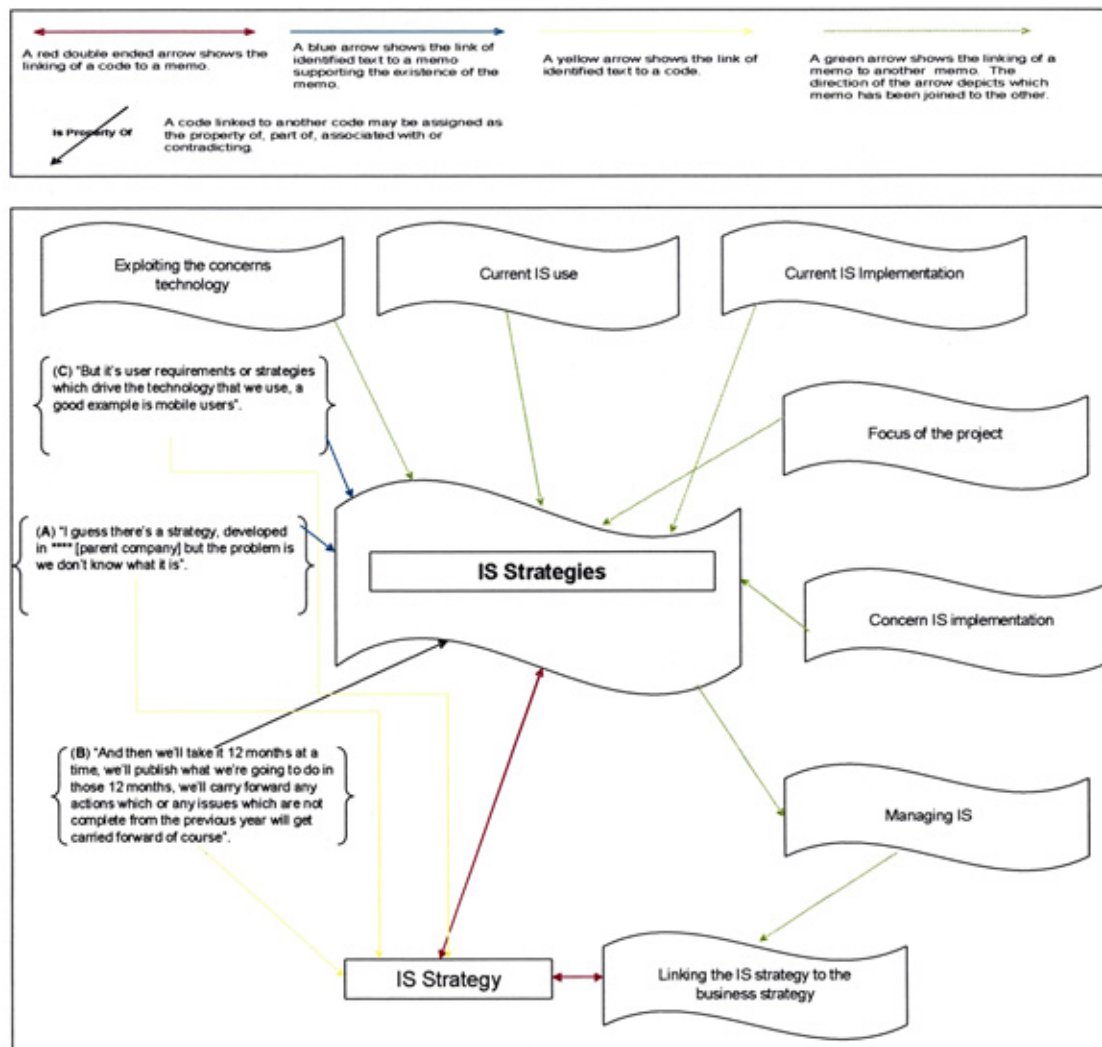 A red double ended arrow shows the
linking of a code to a memo.
A blue arrow shows the link of
identified text to a memo
supporting the existence of the
memo.
A yellow arrow shows the link of
identified text to a code.
A green arrow shows the linking of a
memo to another memo. The
direction of the arrow depicts which
memo has been joined to the other.
Is Property Of
A code linked to another code may be assigned as
the property of, part of, associated with or
contradicting.
Exploiting the concerns
technology
Current IS use
Current IS Implementation
(C) "But it's user requirements or strategies
which drive the technology that we use, a
good example is mobile users".
Focus of the project
(A) "I guess there's a strategy, developed
in **** [parent company] but the problem is
we don't know what it is".
IS Strategies
Concern IS implementation
(B) "And then we'll take it 12 months at a
time, we'll publish what we're going to do in
those 12 months, we'll carry forward any
actions which or any issues which are not
complete from the previous year will get
carried forward of course".
Managing IS
IS Strategy
Linking the IS strategy to the
business strategy